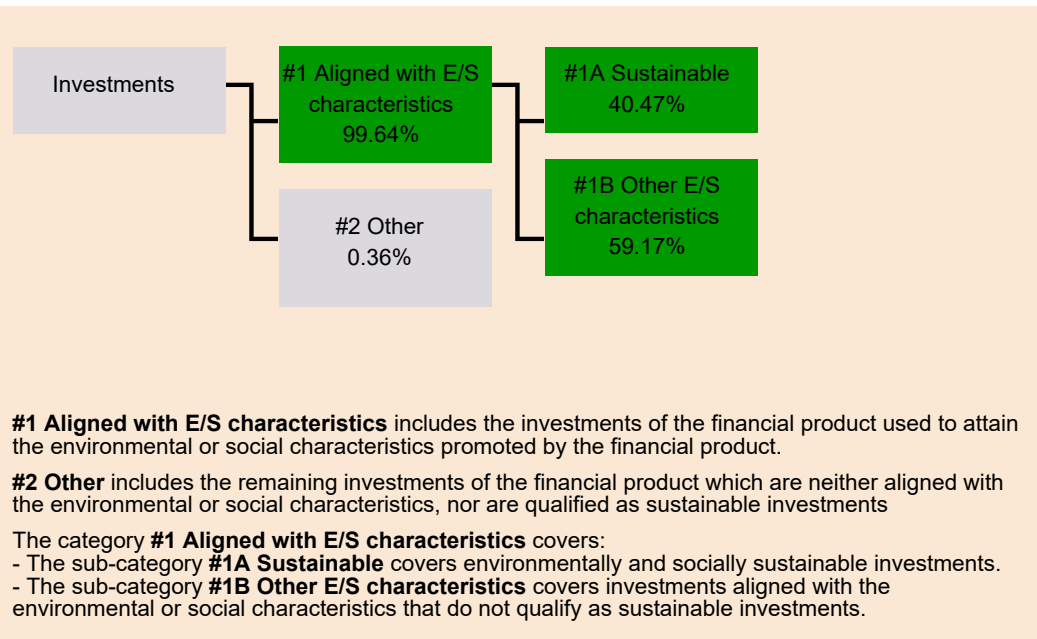 Investments
#1 Aligned with E/S
characteristics
99.64%
#2 Other
0.36%
#1A Sustainable
40.47%
#1B Other E/S
characteristics
59.17%
#1 Aligned with E/S characteristics includes the investments of the financial product used to attain
the environmental or social characteristics promoted by the financial product.
#2 Other includes the remaining investments of the financial product which are neither aligned with
the environmental or social characteristics, nor are qualified as sustainable investments
The category #1 Aligned with E/S characteristics covers:
- The sub-category #1A Sustainable covers environmentally and socially sustainable investments.
- The sub-category #1B Other E/S characteristics covers investments aligned with the
environmental or social characteristics that do not qualify as sustainable investments.